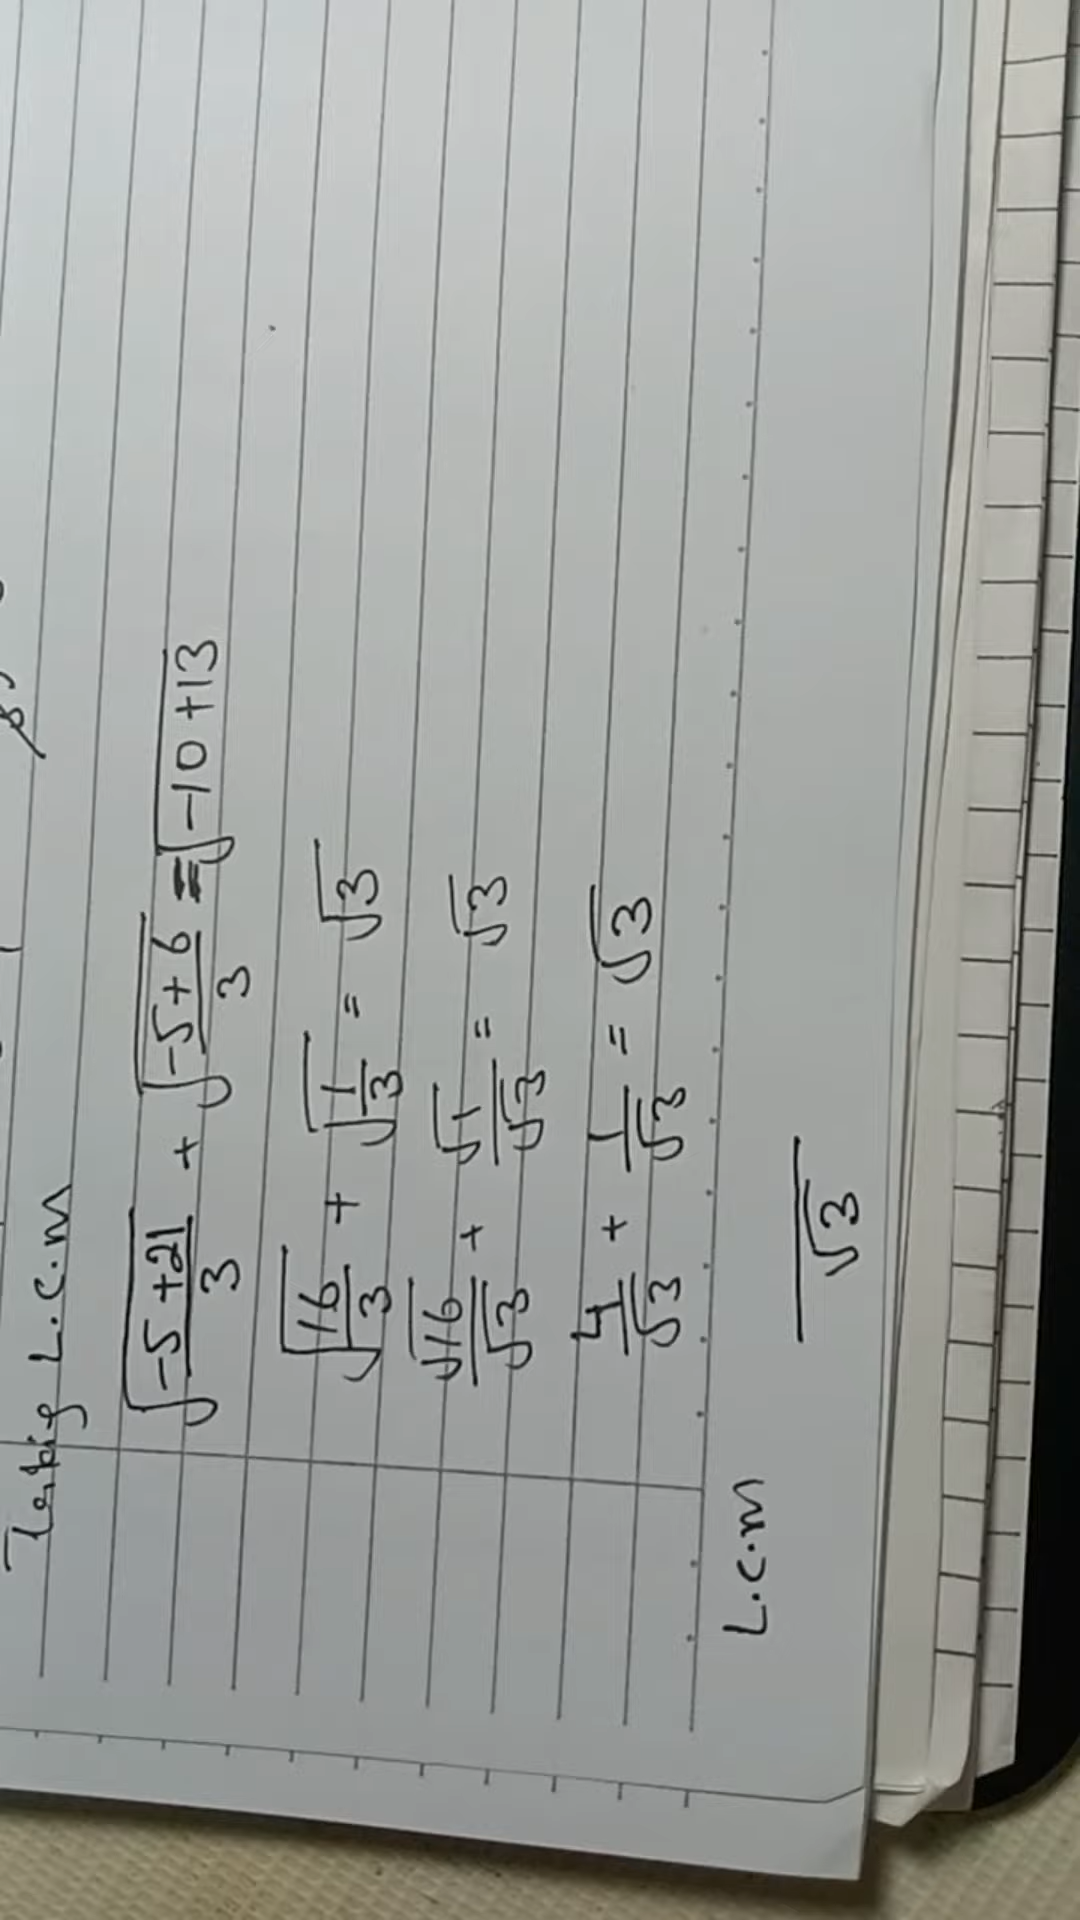 Taking L.C.M
√(-5+21)/3 + √(-5+6)/3 = √-10+13
√16/3 + √1/3 = √3
√16/√3 + √1/√3 = √3
4/√3 + 1/√3 = √3
L.C.M
/√3